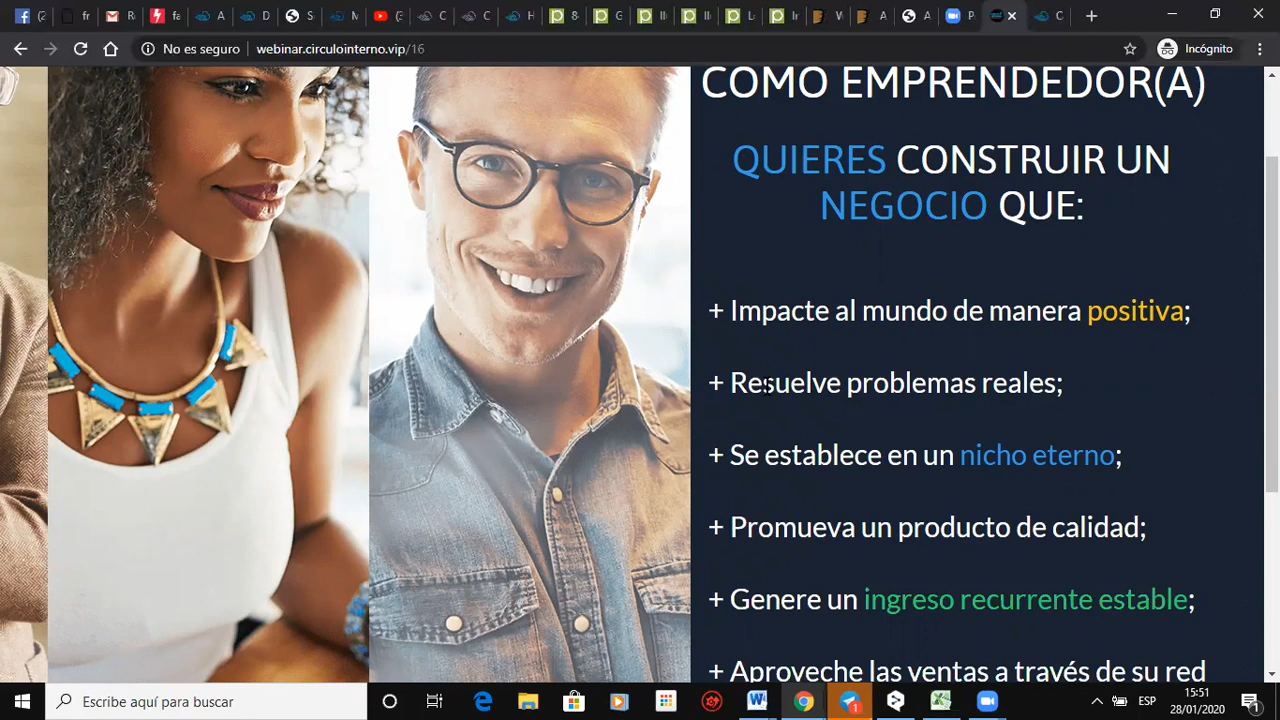 No es seguro webinar.circulointerno.vip/16 Incógnito
COMO EMPRENDEDOR(A)
QUIERES CONSTRUIR UN
NEGOCIO QUE:
+ Impacte al mundo de manera positiva;
+ Resuelve problemas reales;
+ Se establece en un nicho eterno;
+ Promueva un producto de calidad;
+ Genere un ingreso recurrente estable;
+ Aproveche las ventas a través de su red
Escribe aquí para buscar
ESP
15:51
28/01/2020